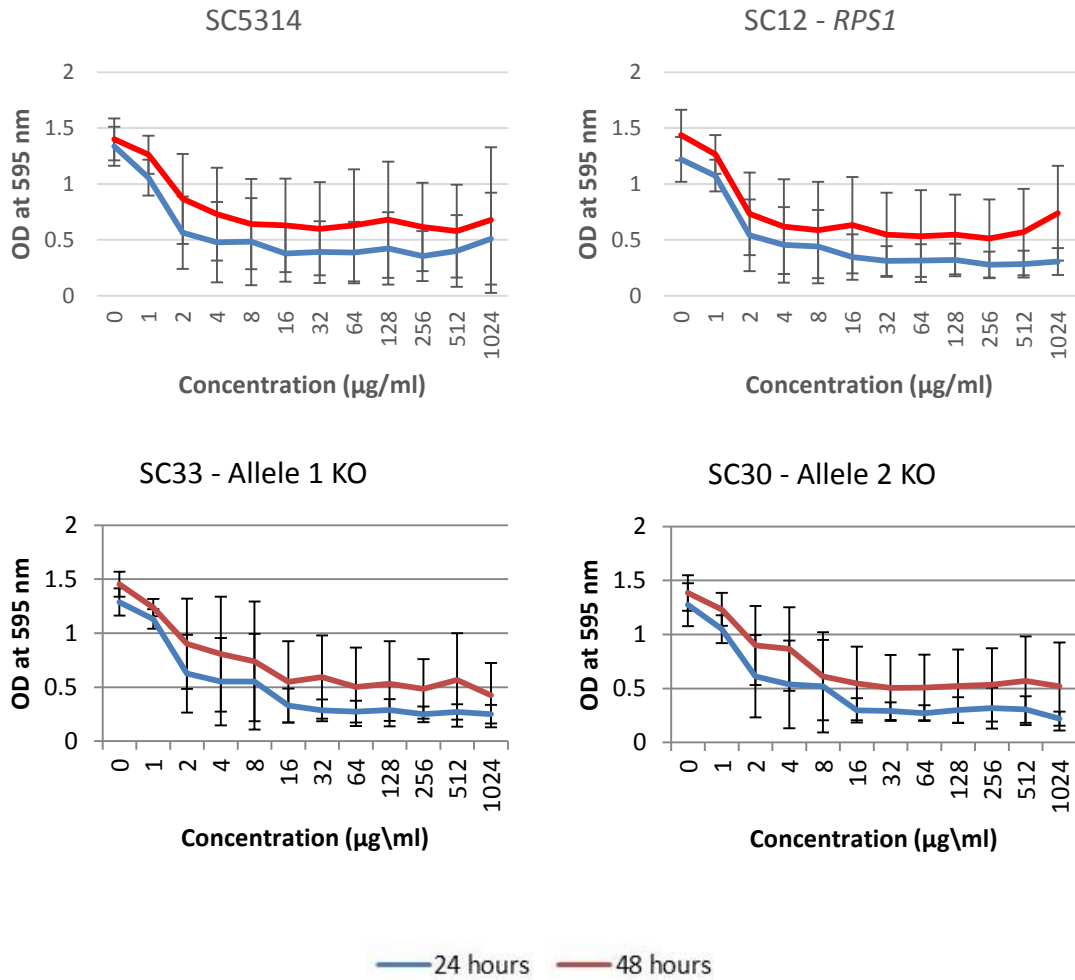 SC5314
SC12 - RPS1
OD at 595 nm
2
1.5
1
0.5
0
0 1 2 4 8 16 32 64 128 256 512 1024
Concentration (µg/ml)
OD at 595 nm
2
1.5
1
0.5
0
0 1 2 4 8 16 32 64 128 256 512 1024
Concentration (µg/ml)
SC33 - Allele 1 KO
SC30 - Allele 2 KO
OD at 595 nm
2
1.5
1
0.5
0
0 1 2 4 8 16 32 64 128 256 512 1024
Concentration (µg\ml)
OD at 595 nm
2
1.5
1
0.5
0
0 1 2 4 8 16 32 64 128 256 512 1024
Concentration (µg\ml)
24 hours 48 hours